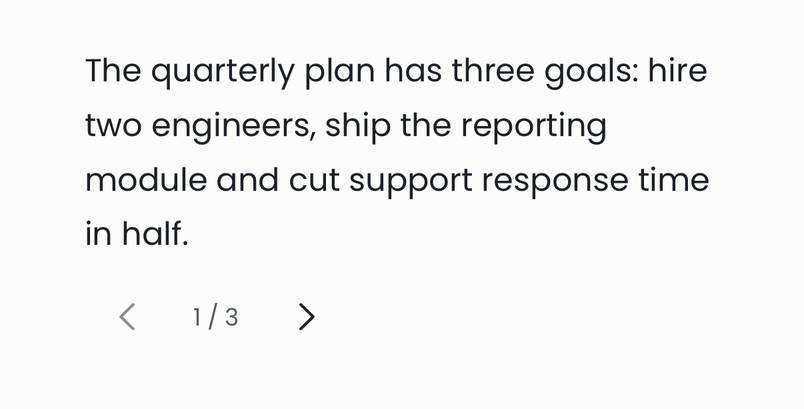 The quarterly plan has three goals: hire
two engineers, ship the reporting
module and cut support response time
in half.
1 / 3